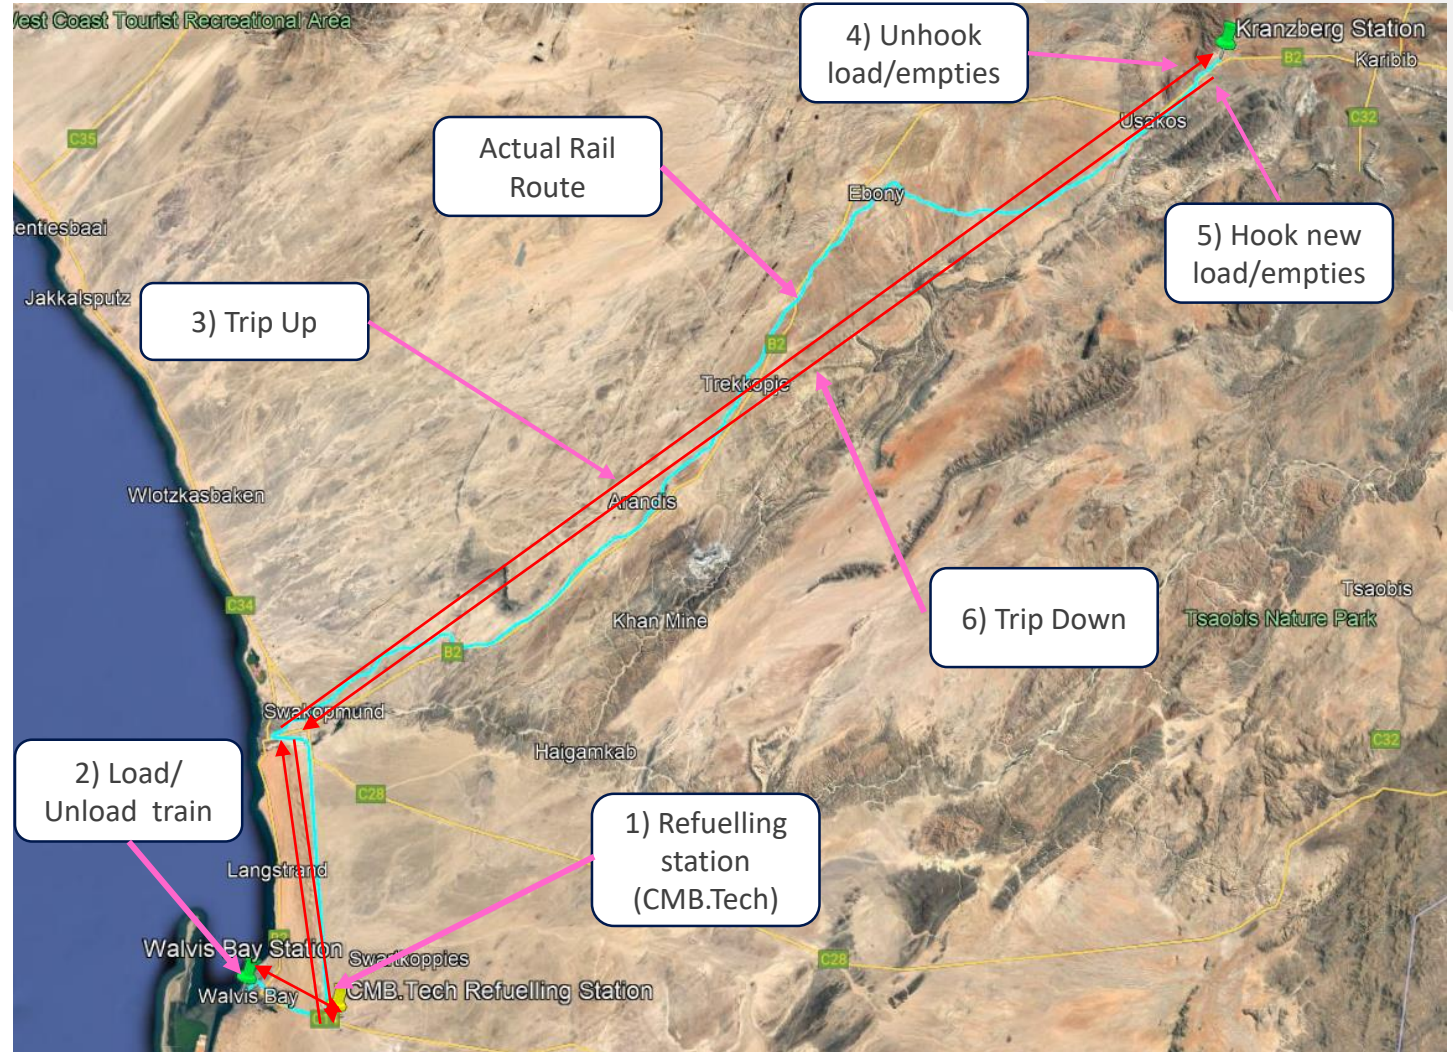 West Coast Tourist Recreational Area
4) Unhook
load/empties
Kranzberg Station
B2
Karibib
C35
Usakos
C32
Actual Rail
Route
Ebony
5) Hook new
load/empties
entiesbaai
Jakkalsputz
3) Trip Up
B2
Trekkopje
Wlotzkasbaken
Arandis
Tsaobis
C34
Khan Mine
6) Trip Down
Tsaobis Nature Park
B2
Swakopmund
Haigamkab
C32
2) Load/
Unload train
C28
1) Refuelling
station
(CMB.Tech)
Langstrand
B2
Walvis Bay Station
Swartkoppies
C28
Walvis Bay
CMB.Tech Refuelling Station